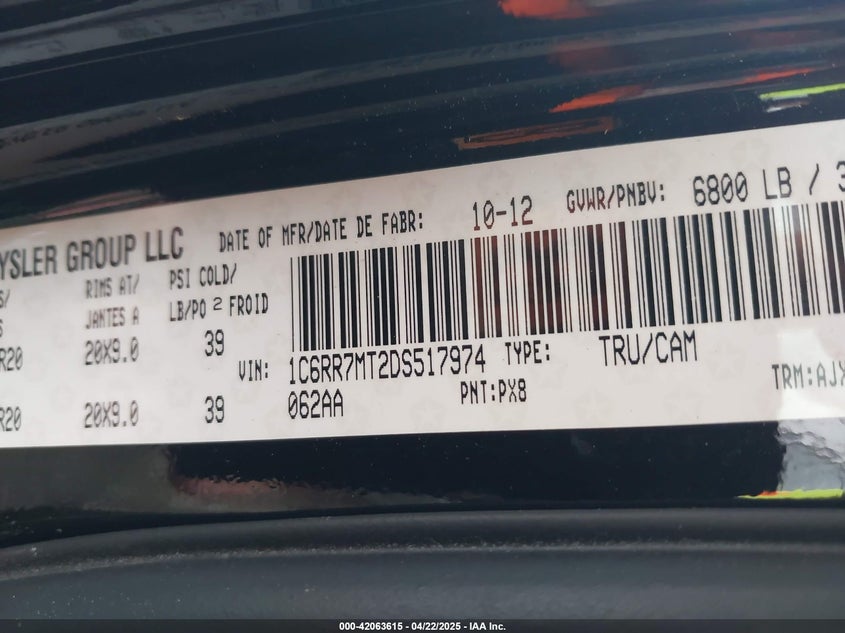 YSLER GROUP LLC DATE OF MFR/DATE DE FABR: 10-12 GVWR/PNBV: 6800 LB / 3
S/ RIMS AT/ PSI COLD/
S JANTES A LB/PO 2 FROID
R20 20X9.0 39
VIN: 1C6RR7MT2DS517974 TYPE: TRU/CAM
R20 20X9.0 39 062AA PNT:PX8 TRM:AJX
000-42063615 - 04/22/2025 - IAA Inc.